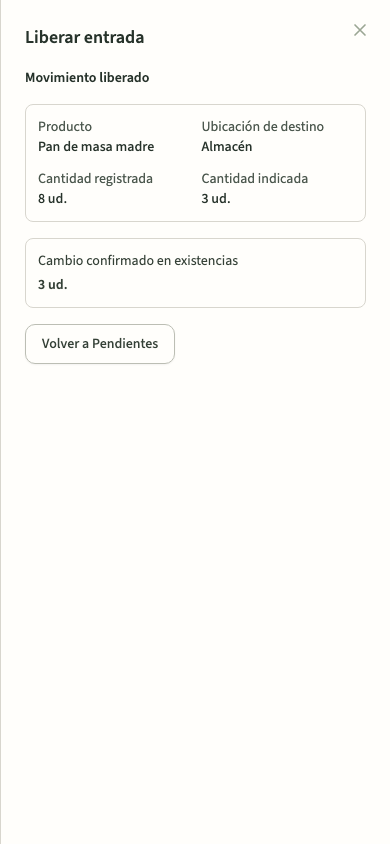 Liberar entrada
Movimiento liberado
Producto
Pan de masa madre
Ubicación de destino
Almacén
Cantidad registrada
8 ud.
Cantidad indicada
3 ud.
Cambio confirmado en existencias
3 ud.
Volver a Pendientes